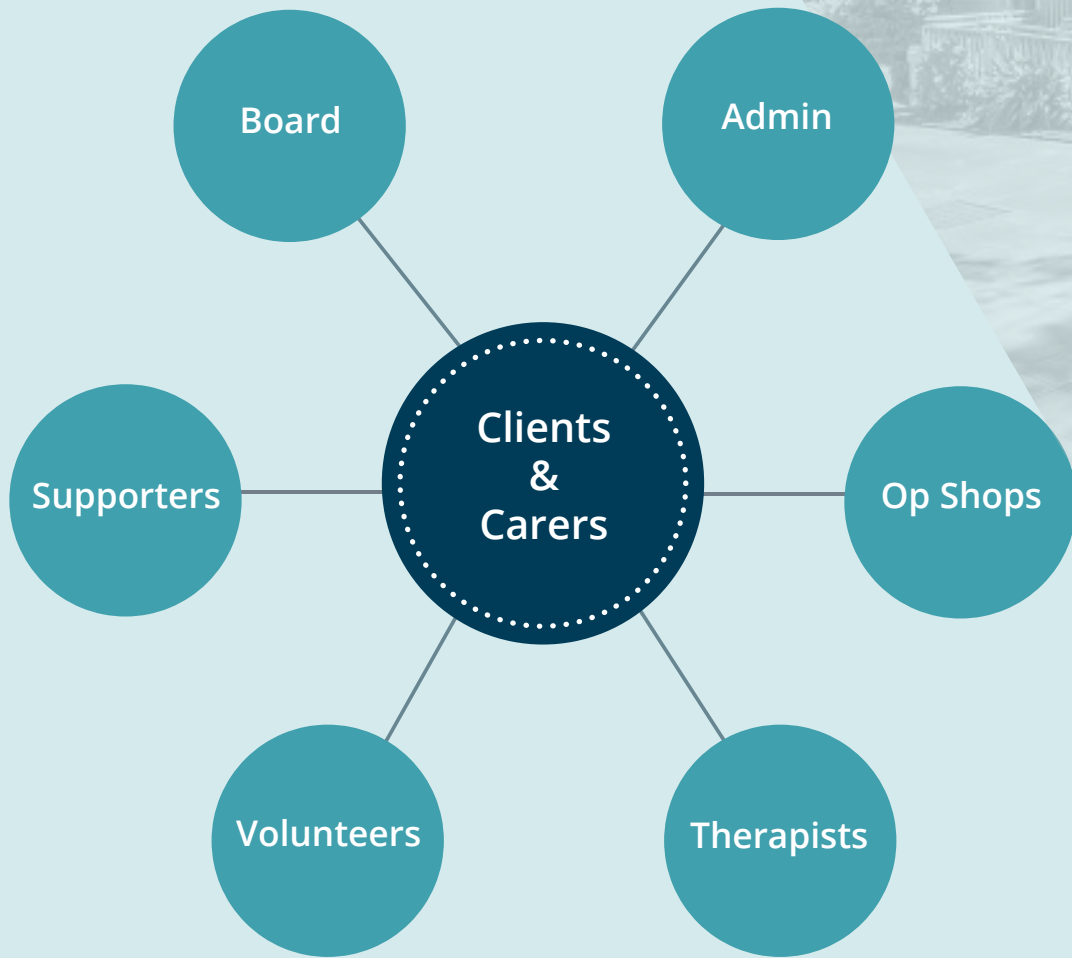 Board
Admin
Clients
&
Carers
Supporters
Op Shops
Volunteers
Therapists